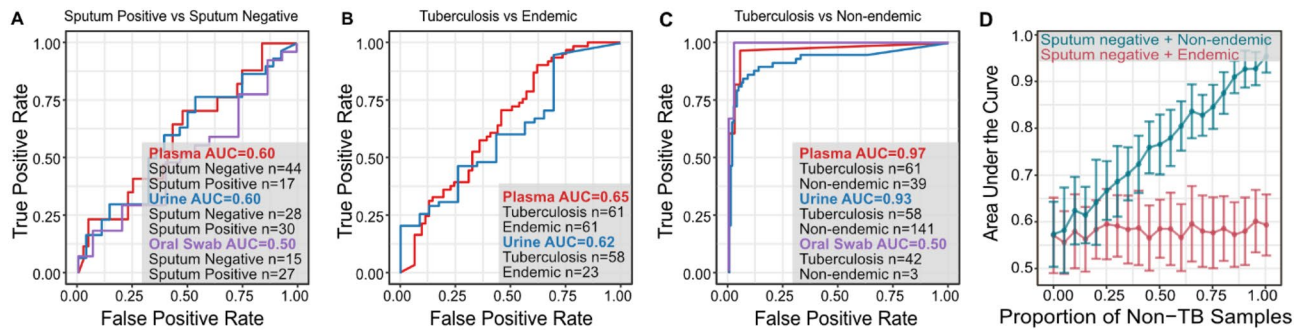 A
Sputum Positive vs Sputum Negative
True Positive Rate
1.00
0.75
0.50
0.25
0.00
Plasma AUC=0.60
Sputum Negative n=44
Sputum Positive n=17
Urine AUC=0.60
Sputum Negative n=28
Sputum Positive n=30
Oral Swab AUC=0.50
Sputum Negative n=15
Sputum Positive n=27
0.00 0.25 0.50 0.75 1.00
False Positive Rate
B
Tuberculosis vs Endemic
True Positive Rate
1.00
0.75
0.50
0.25
0.00
Plasma AUC=0.65
Tuberculosis n=61
Endemic n=61
Urine AUC=0.62
Tuberculosis n=58
Endemic n=23
0.00 0.25 0.50 0.75 1.00
False Positive Rate
C
Tuberculosis vs Non-endemic
True Positive Rate
1.00
0.75
0.50
0.25
0.00
Plasma AUC=0.97
Tuberculosis n=61
Non-endemic n=39
Urine AUC=0.93
Tuberculosis n=58
Non-endemic n=141
Oral Swab AUC=0.50
Tuberculosis n=42
Non-endemic n=3
0.00 0.25 0.50 0.75 1.00
False Positive Rate
D
Sputum negative + Non-endemic
Sputum negative + Endemic
Area Under the Curve
1.0
0.9
0.8
0.7
0.6
0.5
0.00 0.25 0.50 0.75 1.00
Proportion of Non−TB Samples